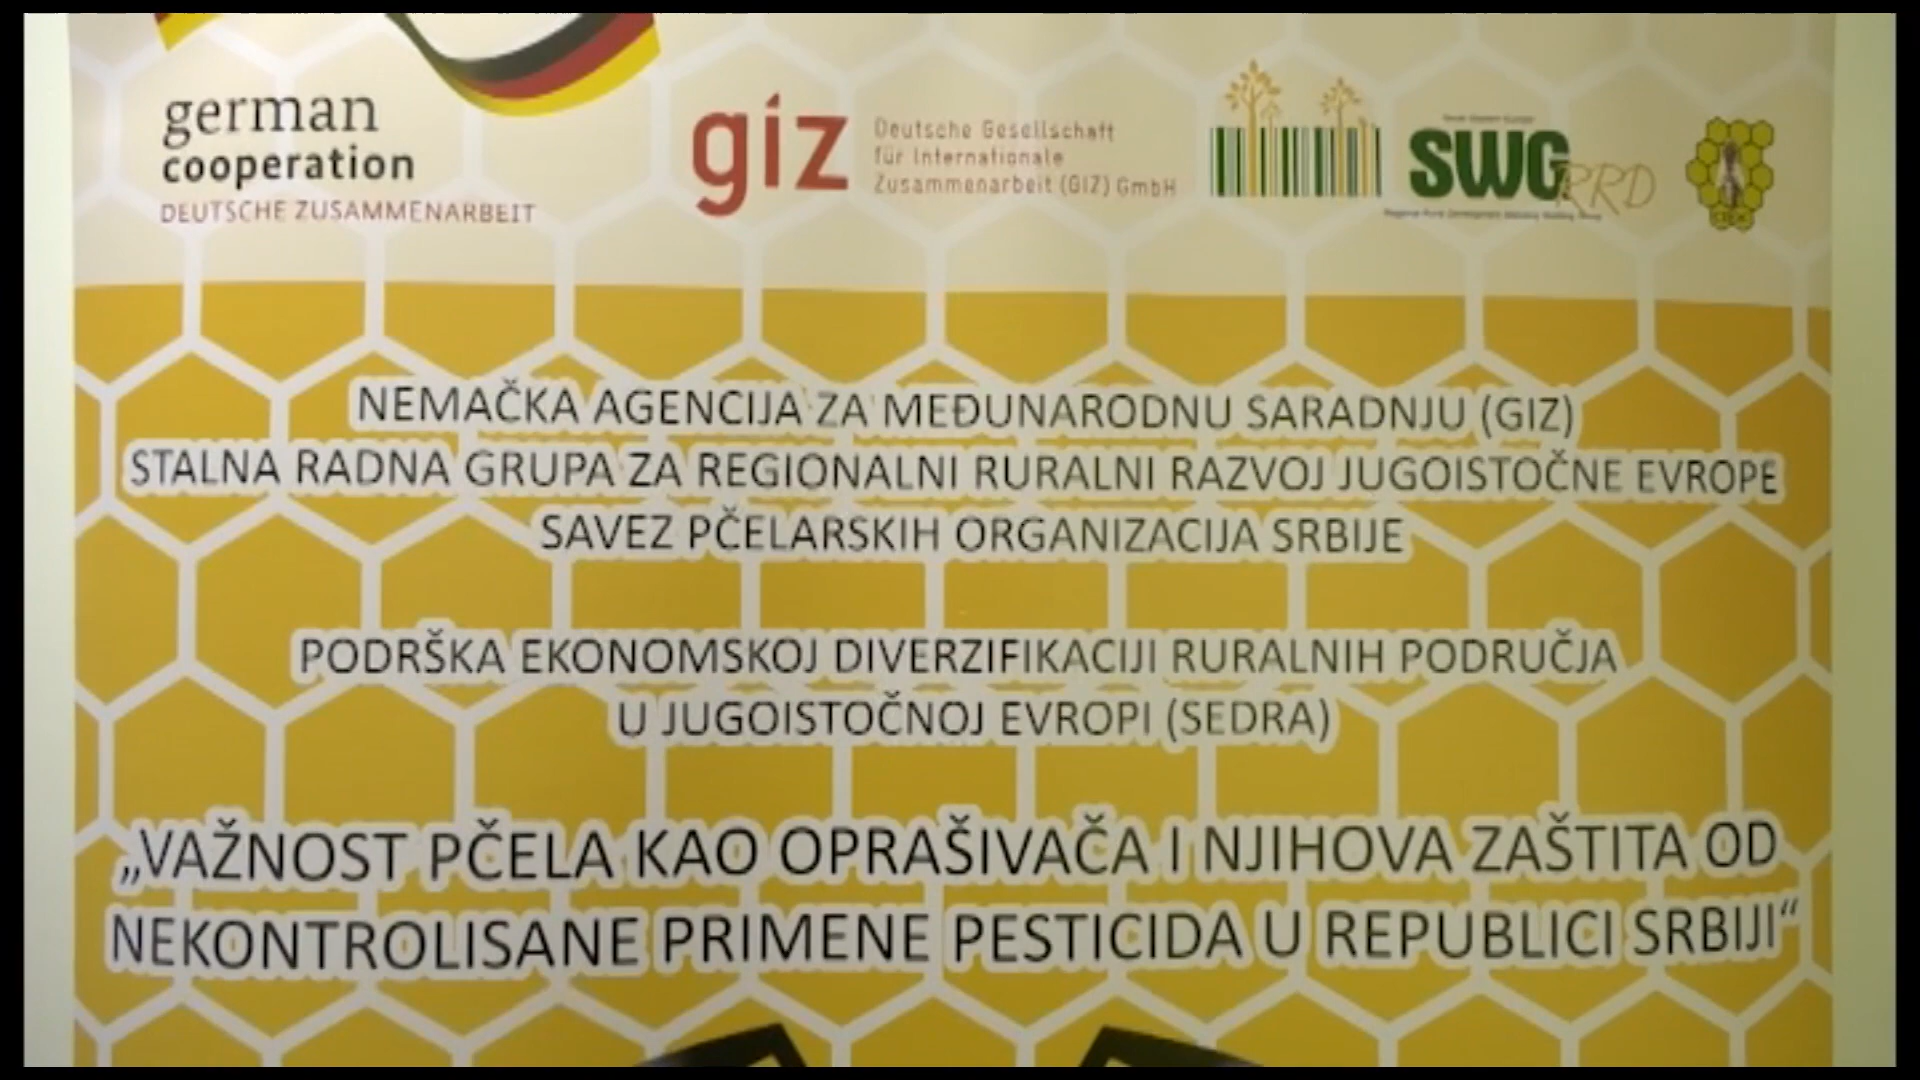 german
cooperation
DEUTSCHE ZUSAMMENARBEIT
giz
Deutsche Gesellschaft
für Internationale
Zusammenarbeit (GIZ) GmbH
SWG
RRD
NEMAČKA AGENCIJA ZA MEĐUNARODNU SARADNJU (GIZ)
STALNA RADNA GRUPA ZA REGIONALNI RURALNI RAZVOJ JUGOISTOČNE EVROPE
SAVEZ PČELARSKIH ORGANIZACIJA SRBIJE
PODRŠKA EKONOMSKOJ DIVERZIFIKACIJI RURALNIH PODRUČJA
U JUGOISTOČNOJ EVROPI (SEDRA)
„VAŽNOST PČELA KAO OPRAŠIVAČA I NJIHOVA ZAŠTITA OD
NEKONTROLISANE PRIMENE PESTICIDA U REPUBLICI SRBIJI“